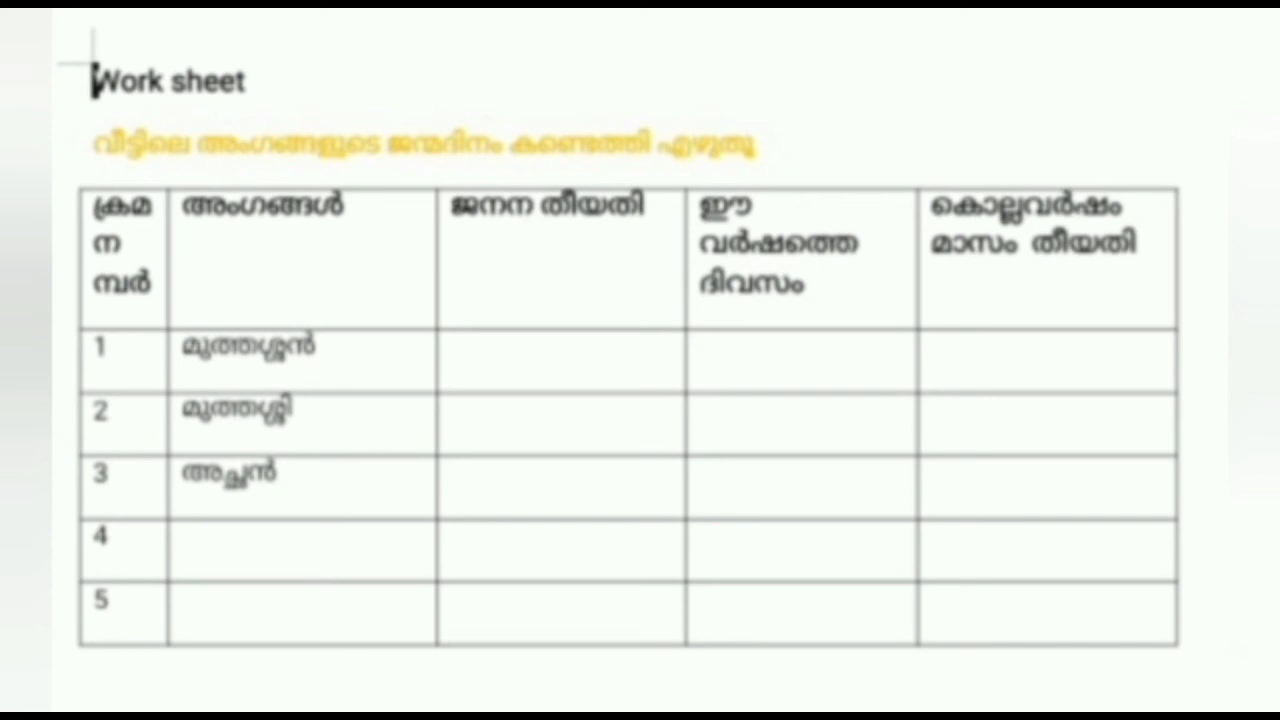 Work sheet
വീട്ടിലെ അംഗങ്ങളുടെ ജന്മദിനം കണ്ടെത്തി എഴുതൂ
ക്രമ
ന
മ്പർ
അംഗങ്ങൾ
ജനന തീയതി
ഈ
വർഷത്തെ
ദിവസം
കൊല്ലവർഷം
മാസം തീയതി
1
മുത്തശ്ശൻ
2
മുത്തശ്ശി
3
അച്ഛൻ
4
5